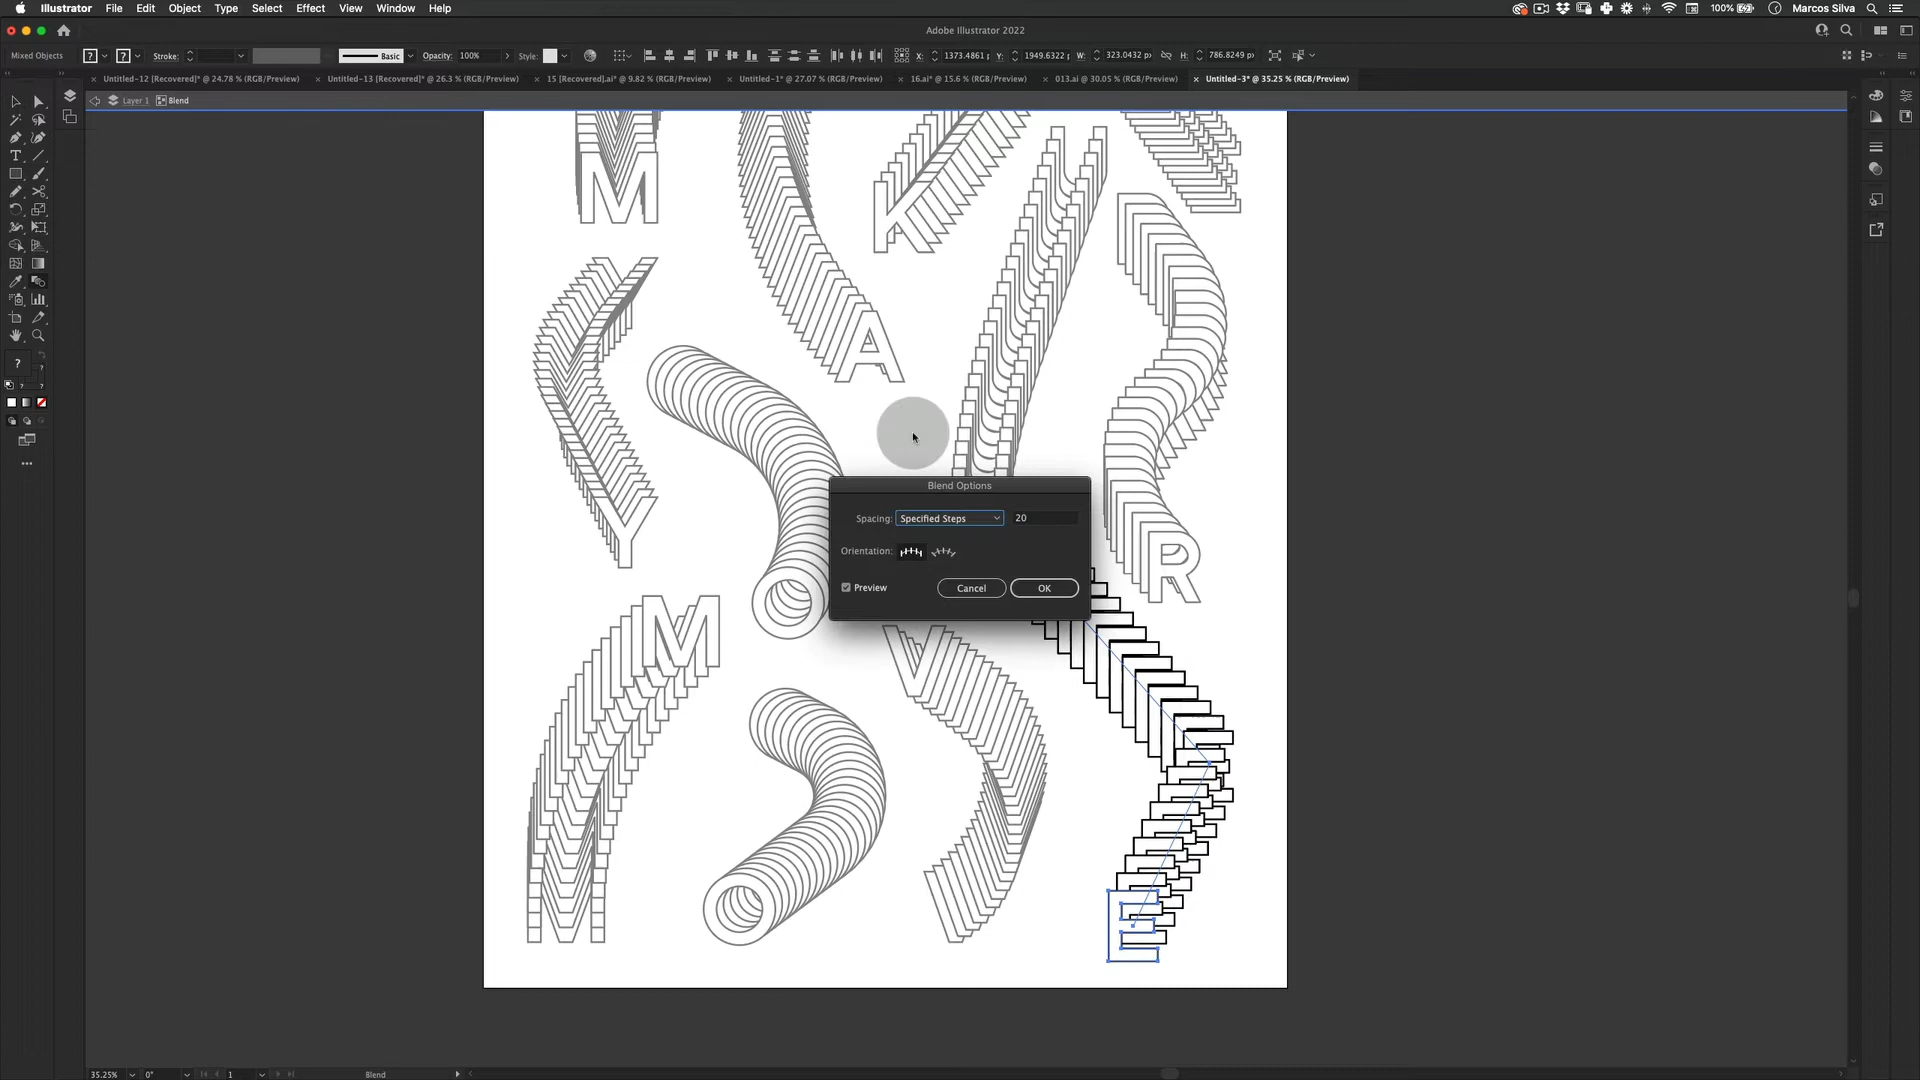 Illustrator File Edit Object Type Select Effect View Window Help
100% Marcos Silva
Adobe Illustrator 2022
Mixed Objects ? ? Stroke: Basic Opacity: 100% Style: X: 1373.4861 Y: 1949.6322 W: 323.0432 px H: 786.8249 px
Untitled-12 [Recovered]* @ 24.78 % (RGB/Preview)
Untitled-13 [Recovered]* @ 26.3 % (RGB/Preview)
15 [Recovered].ai* @ 9.82 % (RGB/Preview)
Untitled-1* @ 27.07 % (RGB/Preview)
16.ai* @ 15.6 % (RGB/Preview)
013.ai @ 30.05 % (RGB/Preview)
Untitled-3* @ 35.25 % (RGB/Preview)
Layer 1 Blend
M
K
A
Y
R
Blend Options
Spacing: Specified Steps 20
Orientation:
Preview Cancel OK
M
V
E
?
35.25% 0° 1 Blend